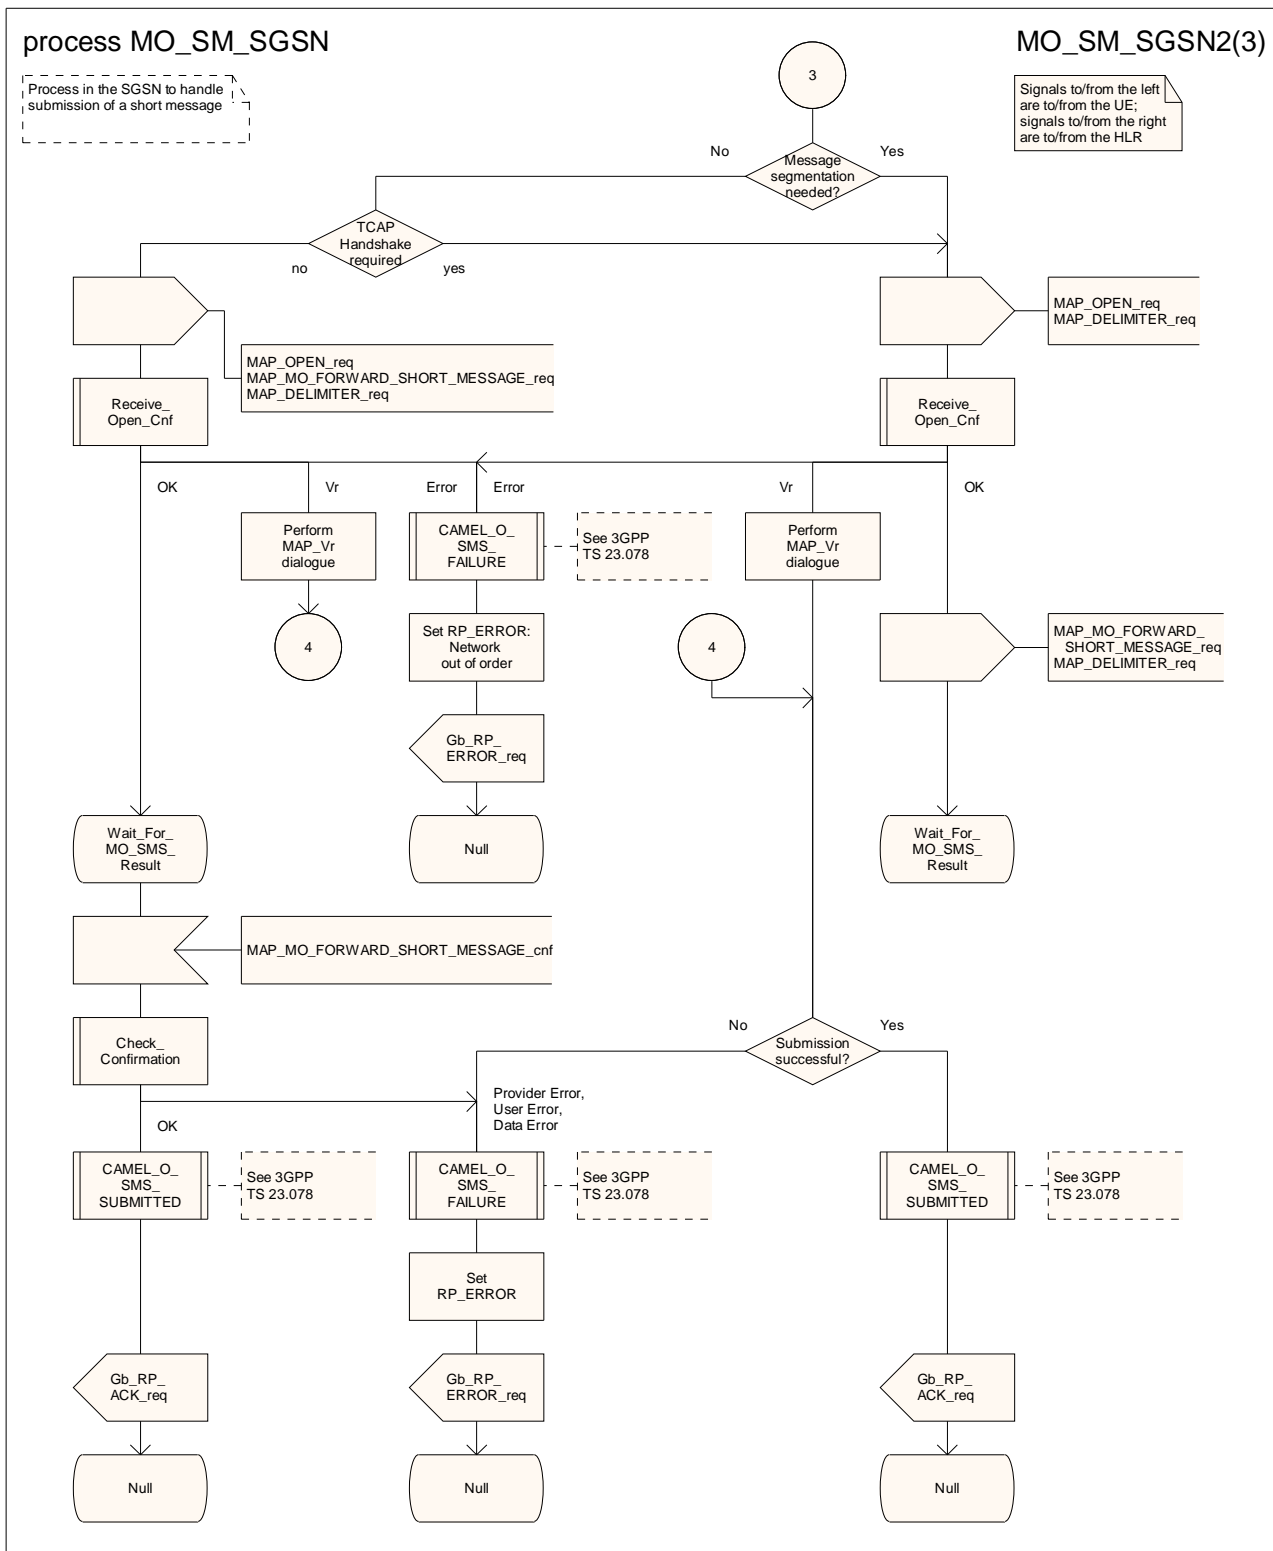 process MO_SM_SGSN
MO_SM_SGSN2(3)
Process in the SGSN to handle
submission of a short message
3
Signals to/from the left
are to/from the UE;
signals to/from the right
are to/from the HLR
No
Message
segmentation
needed?
Yes
TCAP
Handshake
required
no
yes
MAP_OPEN_req
MAP_DELIMITER_req
MAP_OPEN_req
MAP_MO_FORWARD_SHORT_MESSAGE_req
MAP_DELIMITER_req
Receive_
Open_Cnf
Receive_
Open_Cnf
OK
Vr
Error
Error
Vr
OK
Perform
MAP_Vr
dialogue
CAMEL_O_
SMS_
FAILURE
See 3GPP
TS 23.078
Perform
MAP_Vr
dialogue
4
Set RP_ERROR:
Network
out of order
4
MAP_MO_FORWARD_
SHORT_MESSAGE_req
MAP_DELIMITER_req
Gb_RP_
ERROR_req
Wait_For_
MO_SMS_
Result
Null
Wait_For_
MO_SMS_
Result
MAP_MO_FORWARD_SHORT_MESSAGE_cnf
Check_
Confirmation
No
Submission
successful?
Yes
Provider Error,
User Error,
Data Error
OK
CAMEL_O_
SMS_
SUBMITTED
See 3GPP
TS 23.078
CAMEL_O_
SMS_
FAILURE
See 3GPP
TS 23.078
CAMEL_O_
SMS_
SUBMITTED
See 3GPP
TS 23.078
Set
RP_ERROR
Gb_RP_
ACK_req
Gb_RP_
ERROR_req
Gb_RP_
ACK_req
Null
Null
Null